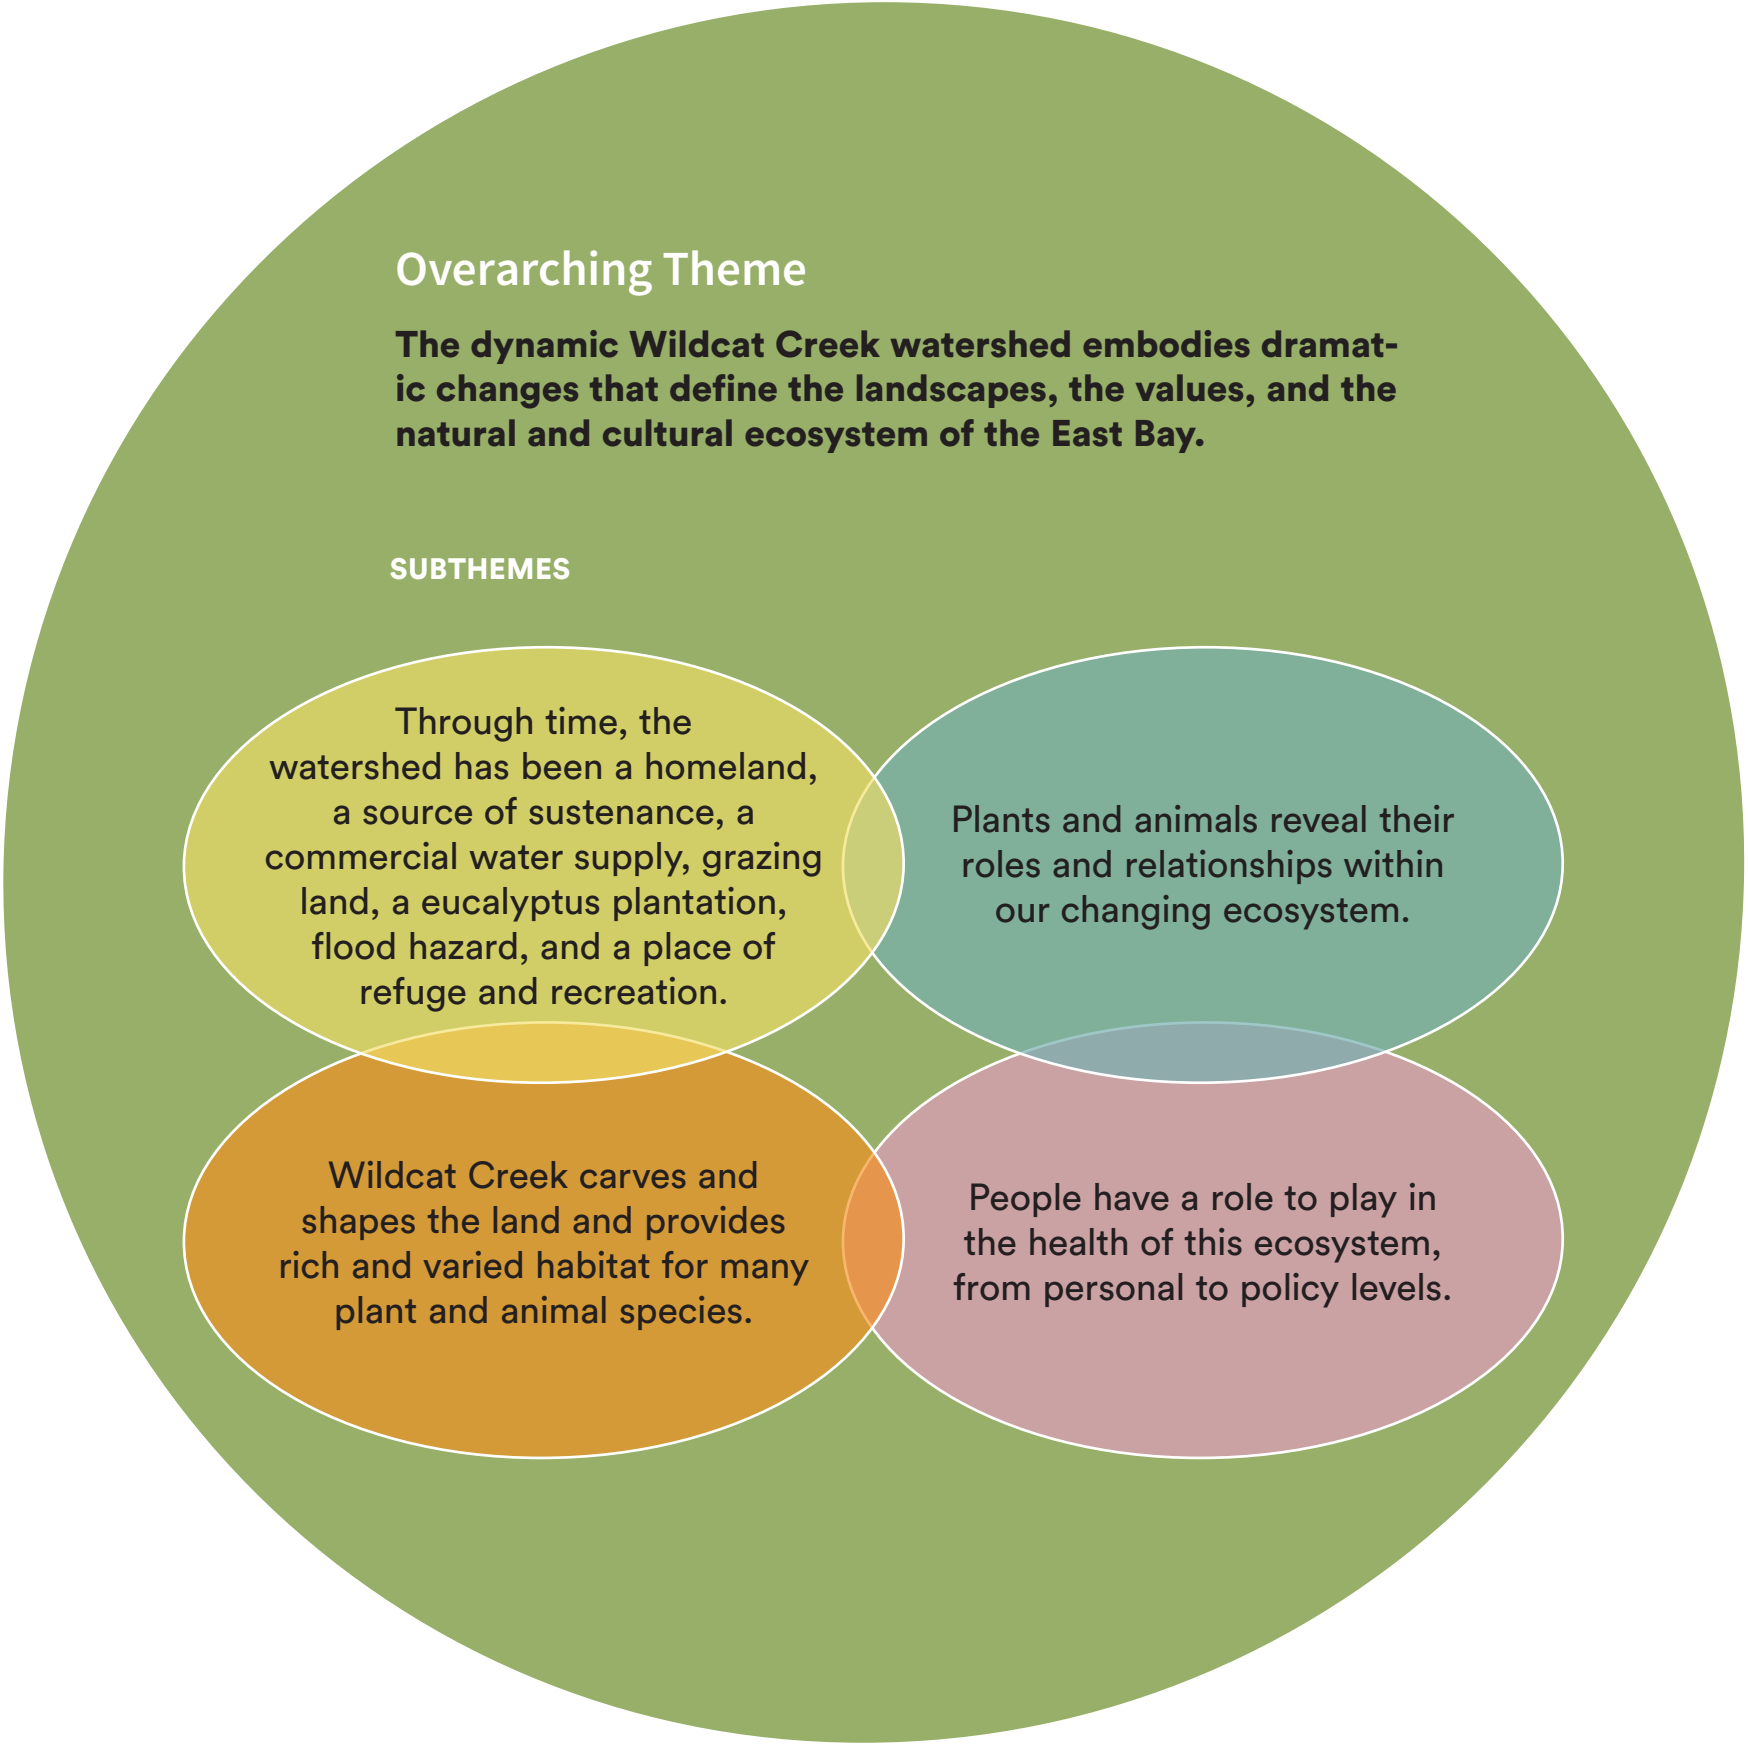 Overarching Theme
The dynamic Wildcat Creek watershed embodies dramat-
ic changes that define the landscapes, the values, and the
natural and cultural ecosystem of the East Bay.
SUBTHEMES
Through time, the
watershed has been a homeland,
a source of sustenance, a
commercial water supply, grazing
land, a eucalyptus plantation,
flood hazard, and a place of
refuge and recreation.
Plants and animals reveal their
roles and relationships within
our changing ecosystem.
Wildcat Creek carves and
shapes the land and provides
rich and varied habitat for many
plant and animal species.
People have a role to play in
the health of this ecosystem,
from personal to policy levels.